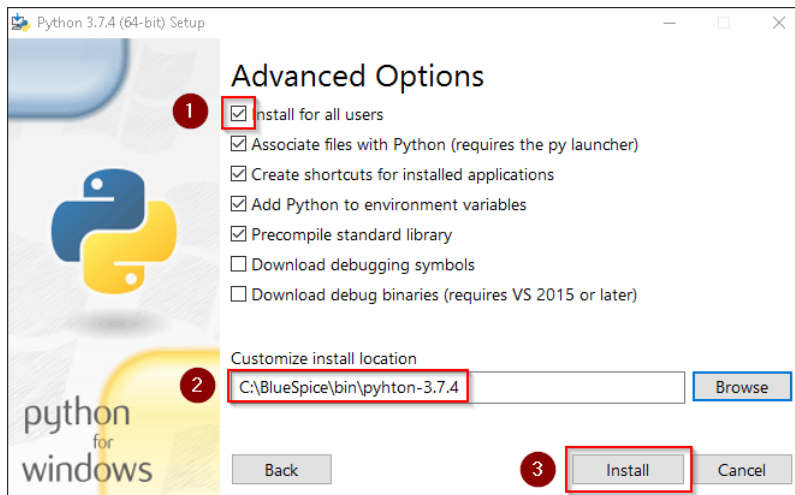 Python 3.7.4 (64-bit) Setup
Advanced Options
1
Install for all users
Associate files with Python (requires the py launcher)
Create shortcuts for installed applications
Add Python to environment variables
Precompile standard library
Download debugging symbols
Download debug binaries (requires VS 2015 or later)
Customize install location
2
C:\BlueSpice\bin\pyhton-3.7.4
Browse
python
for
windows
Back
3
Install
Cancel